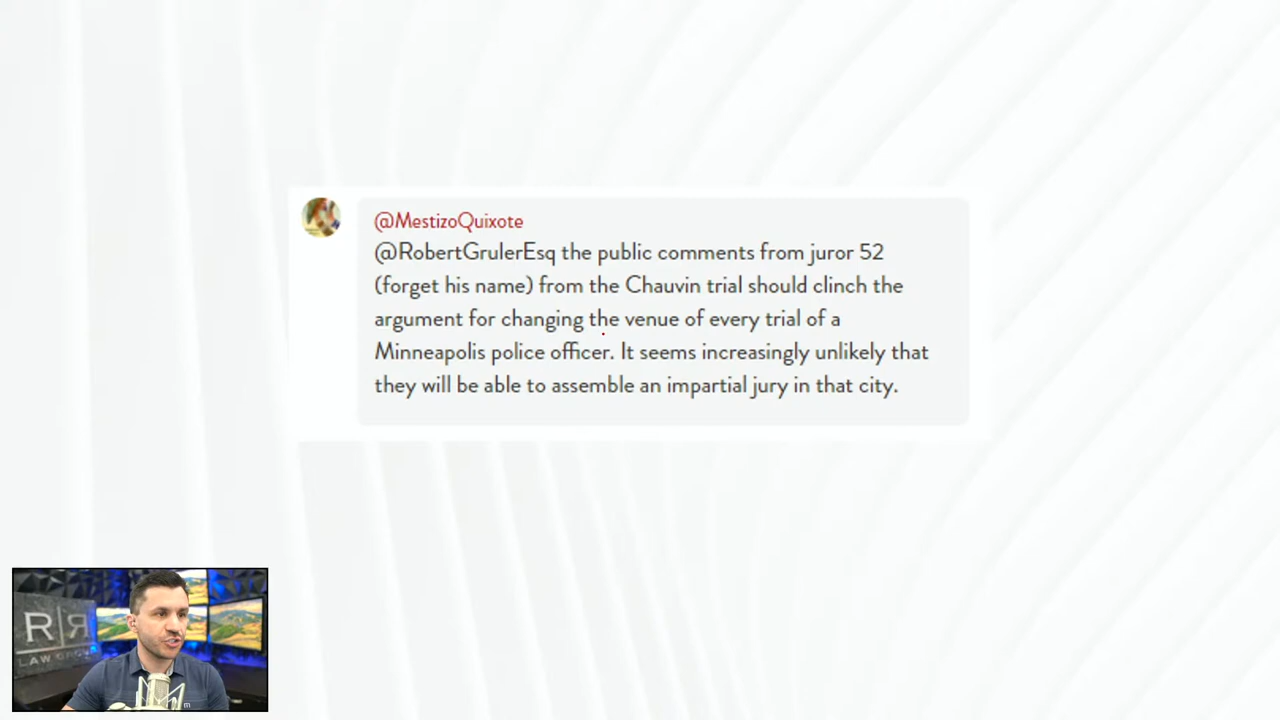 @MestizoQuixote
@RobertGrulerEsq the public comments from juror 52
(forget his name) from the Chauvin trial should clinch the
argument for changing the venue of every trial of a
Minneapolis police officer. It seems increasingly unlikely that
they will be able to assemble an impartial jury in that city.
R|R
LAW GROUP